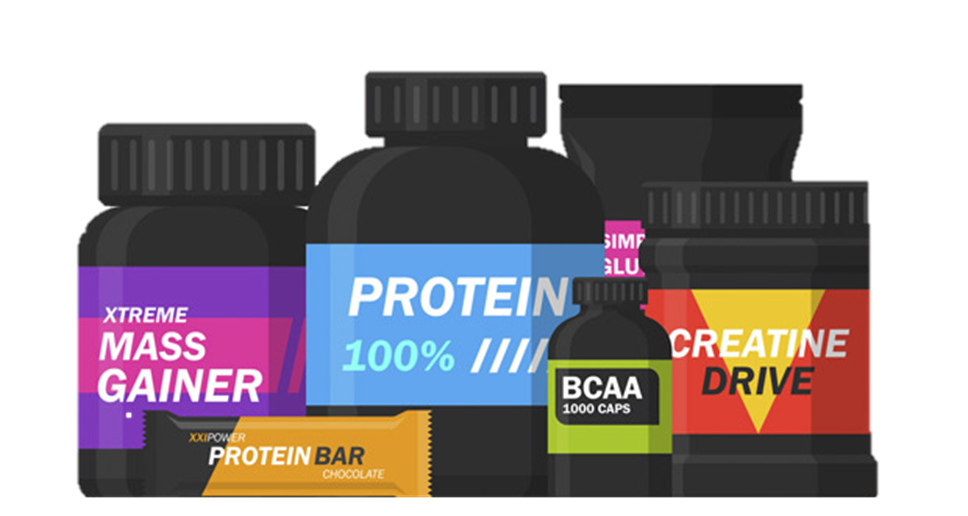 XTREME
MASS
GAINER
PROTEIN
100%
BCAA
1000 CAPS
CREATINE
DRIVE
XXIPOWER
PROTEIN BAR
CHOCOLATE